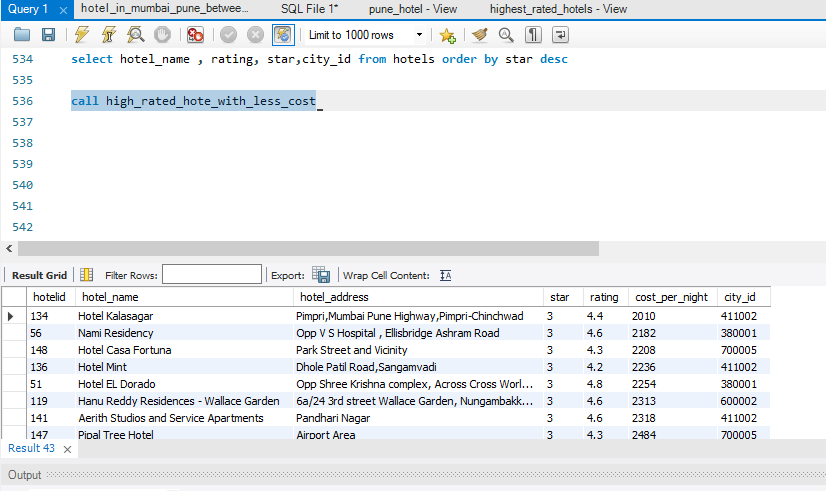 Query 1 hotel_in_mumbai_pune_betwee... SQL File 1* pune_hotel - View highest_rated_hotels - View
Limit to 1000 rows
534 select hotel_name , rating, star,city_id from hotels order by star desc
535
536 call high_rated_hote_with_less_cost
537
538
539
540
541
542
Result Grid Filter Rows: Export: Wrap Cell Content:
hotelid hotel_name hotel_address star rating cost_per_night city_id
134 Hotel Kalasagar Pimpri,Mumbai Pune Highway,Pimpri-Chinchwad 3 4.4 2010 411002
56 Nami Residency Opp V S Hospital , Ellisbridge Ashram Road 3 4.6 2182 380001
148 Hotel Casa Fortuna Park Street and Vicinity 3 4.3 2208 700005
136 Hotel Mint Dhole Patil Road,Sangamvadi 3 4.2 2236 411002
51 Hotel EL Dorado Opp Shree Krishna complex, Across Cross Worl... 3 4.8 2254 380001
119 Hanu Reddy Residences - Wallace Garden 6a/24 3rd street Wallace Garden, Nungambakk... 3 4.6 2313 600002
141 Aerith Studios and Service Apartments Pandhari Nagar 3 4.6 2318 411002
147 Pipal Tree Hotel Airport Area 3 4.3 2484 700005
Result 43
Output